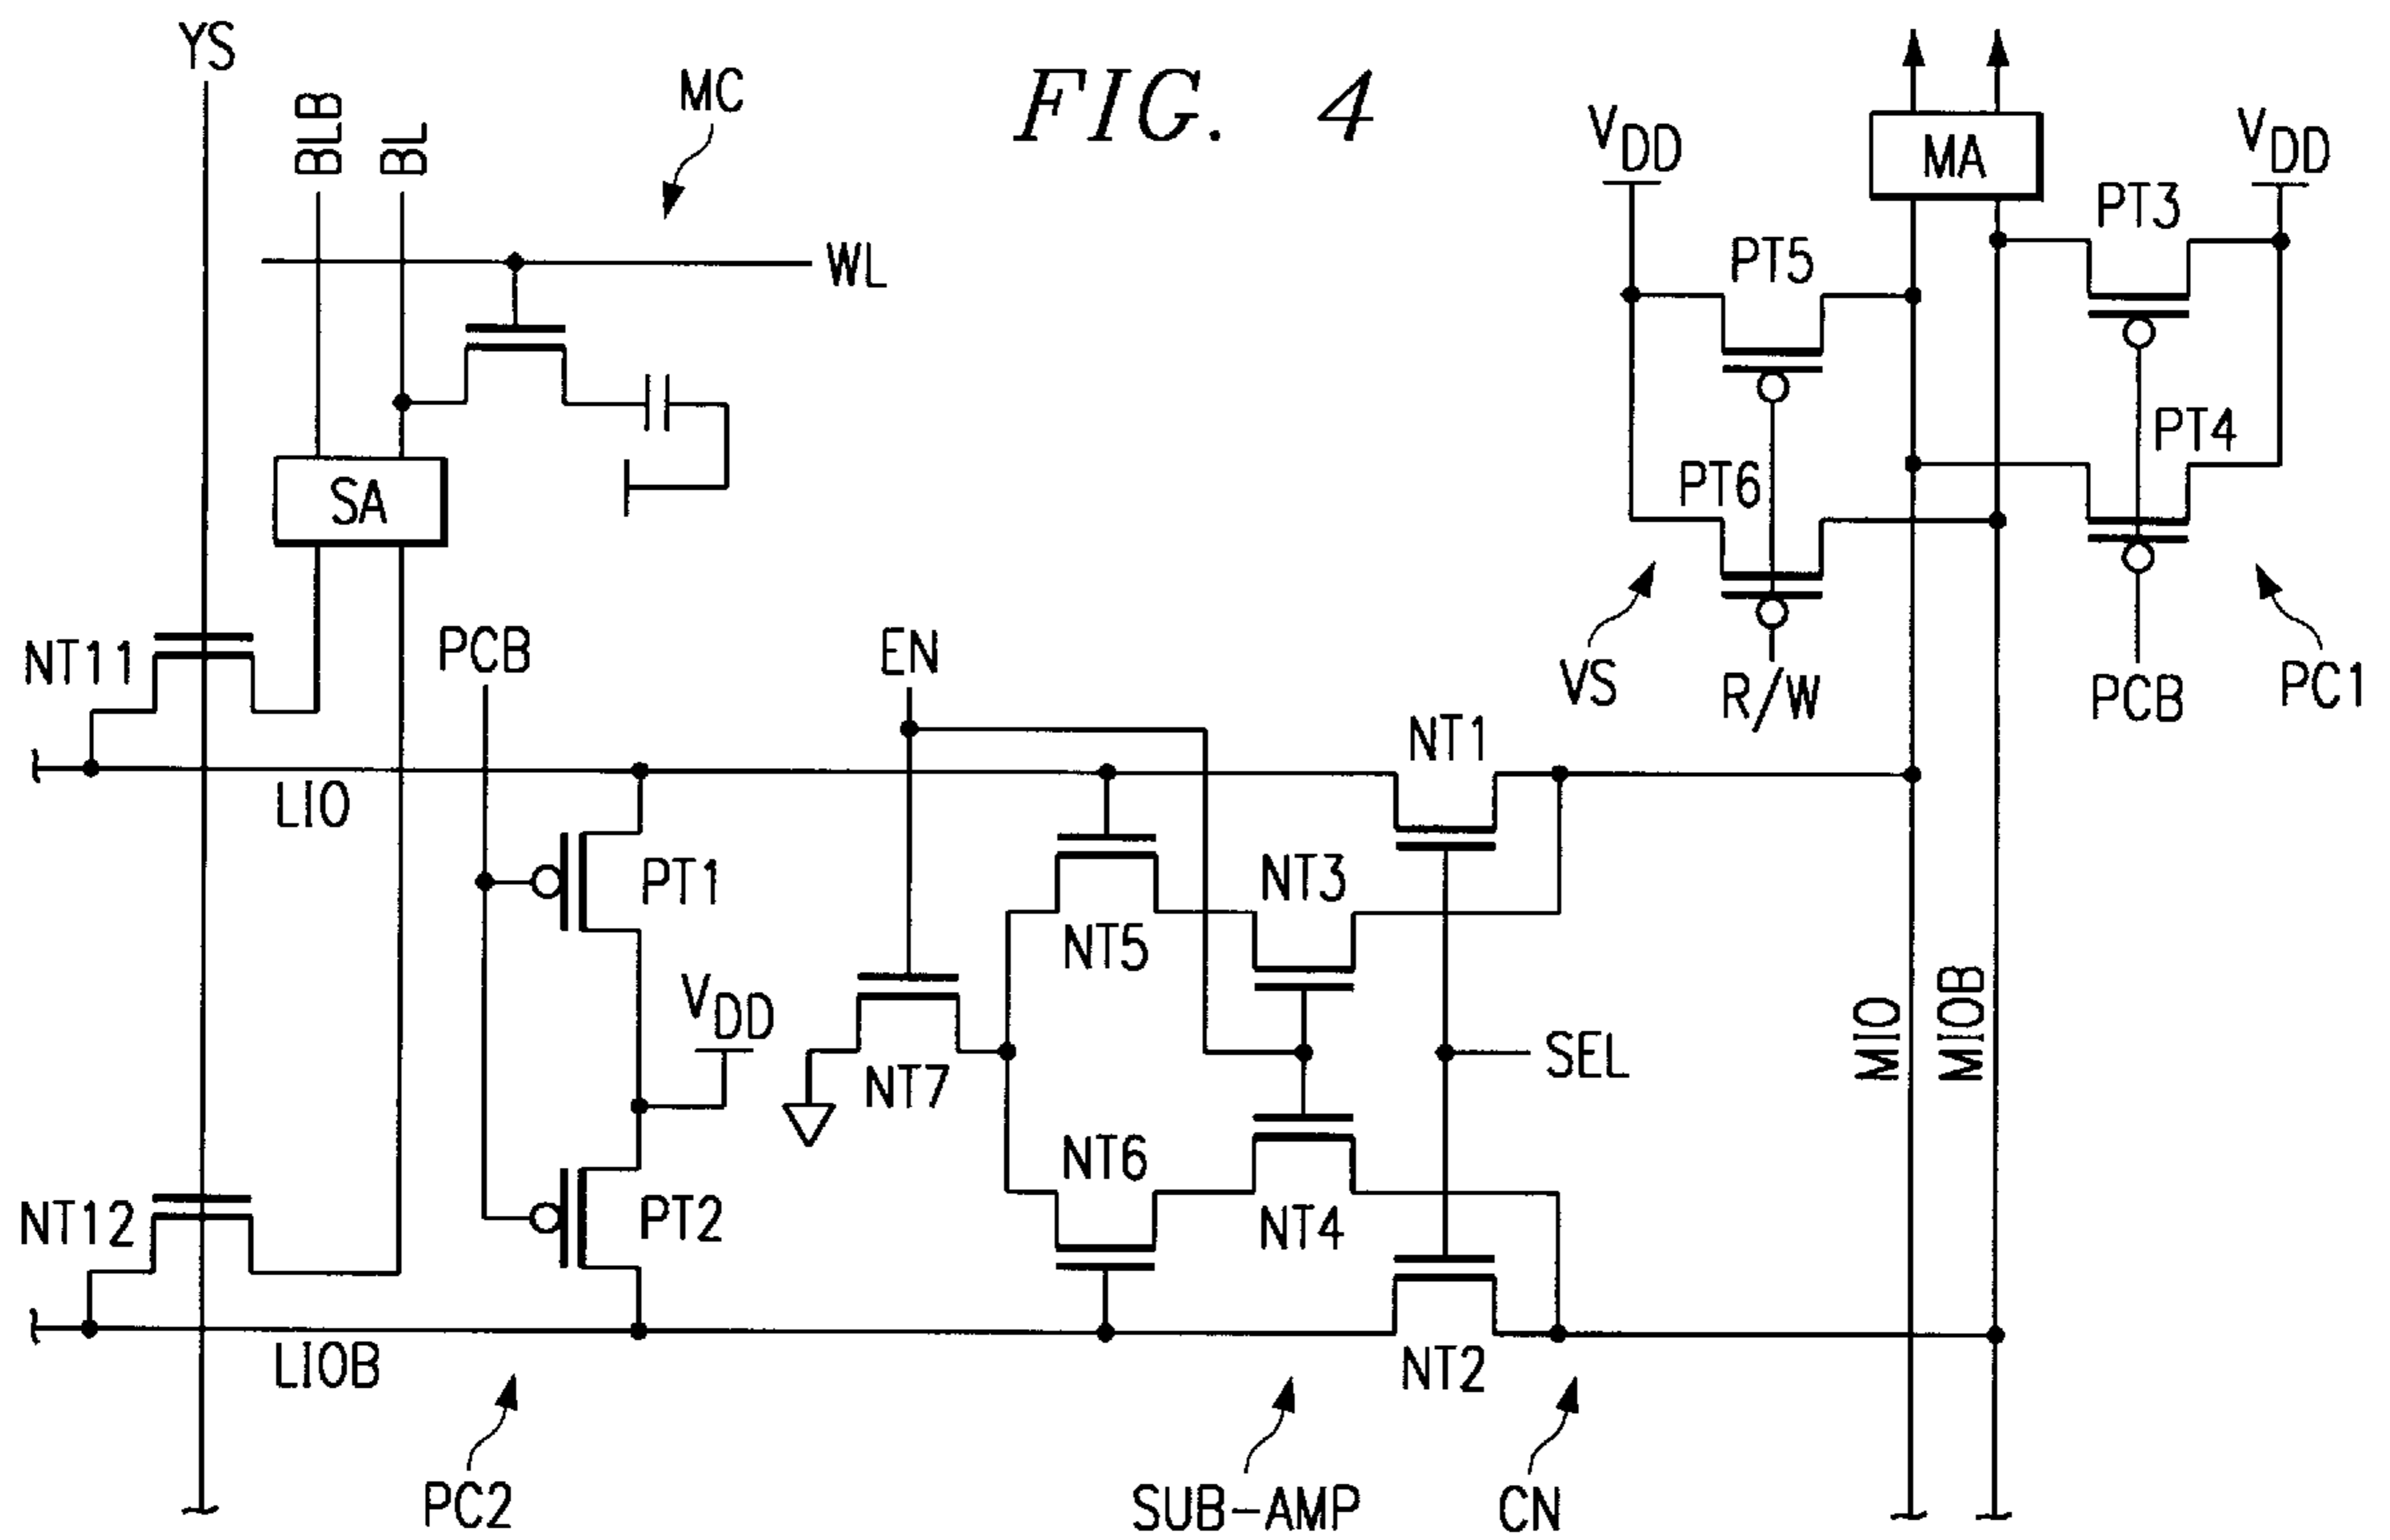 FIG. 4
YS
BLB
BL
MC
WL
SA
VDD
MA
VDD
PT3
PT5
PT4
PT6
VS
R/W
PCB
PC1
NT11
PCB
EN
NT1
LIO
PT1
NT3
NT5
VDD
NT7
SEL
MIO
MIOB
NT6
NT4
NT12
PT2
LIOB
NT2
PC2
SUB-AMP
CN